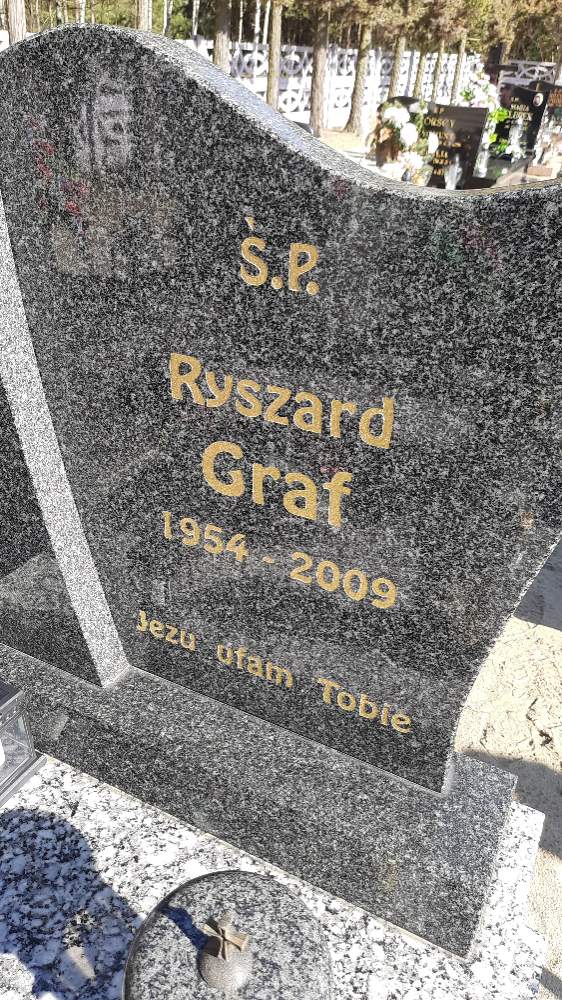 Ś.P.
Ryszard
Graf
1954 - 2009
Jezu ufam Tobie